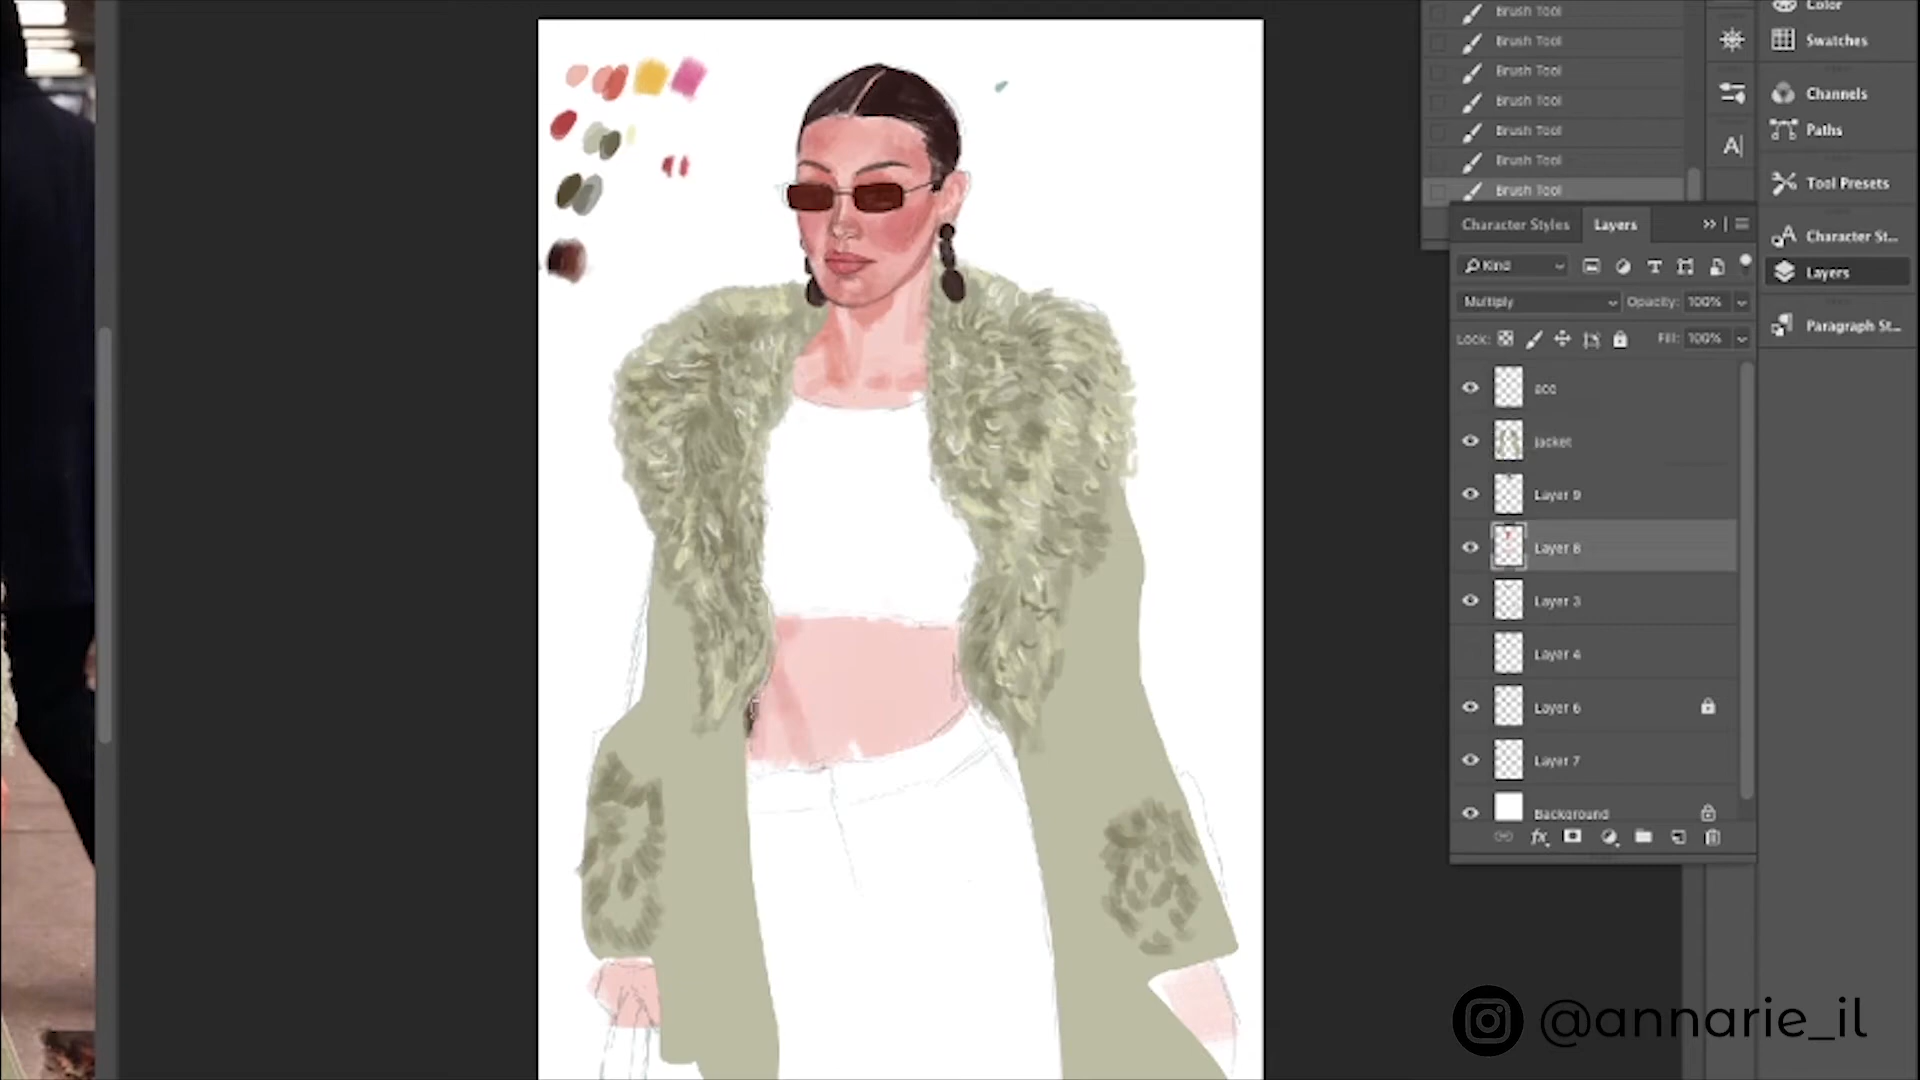 Brush Tool
Brush Tool
Brush Tool
Brush Tool
Brush Tool
Brush Tool
Brush Tool
Color
Swatches
Channels
Paths
Tool Presets
Character St...
Layers
Paragraph St...
A|
Character Styles
Layers
Kind
Multiply
Opacity: 100%
Lock:
Fill: 100%
acc
jacket
Layer 9
Layer 8
Layer 3
Layer 4
Layer 6
Layer 7
Background
fx
@annarie_il